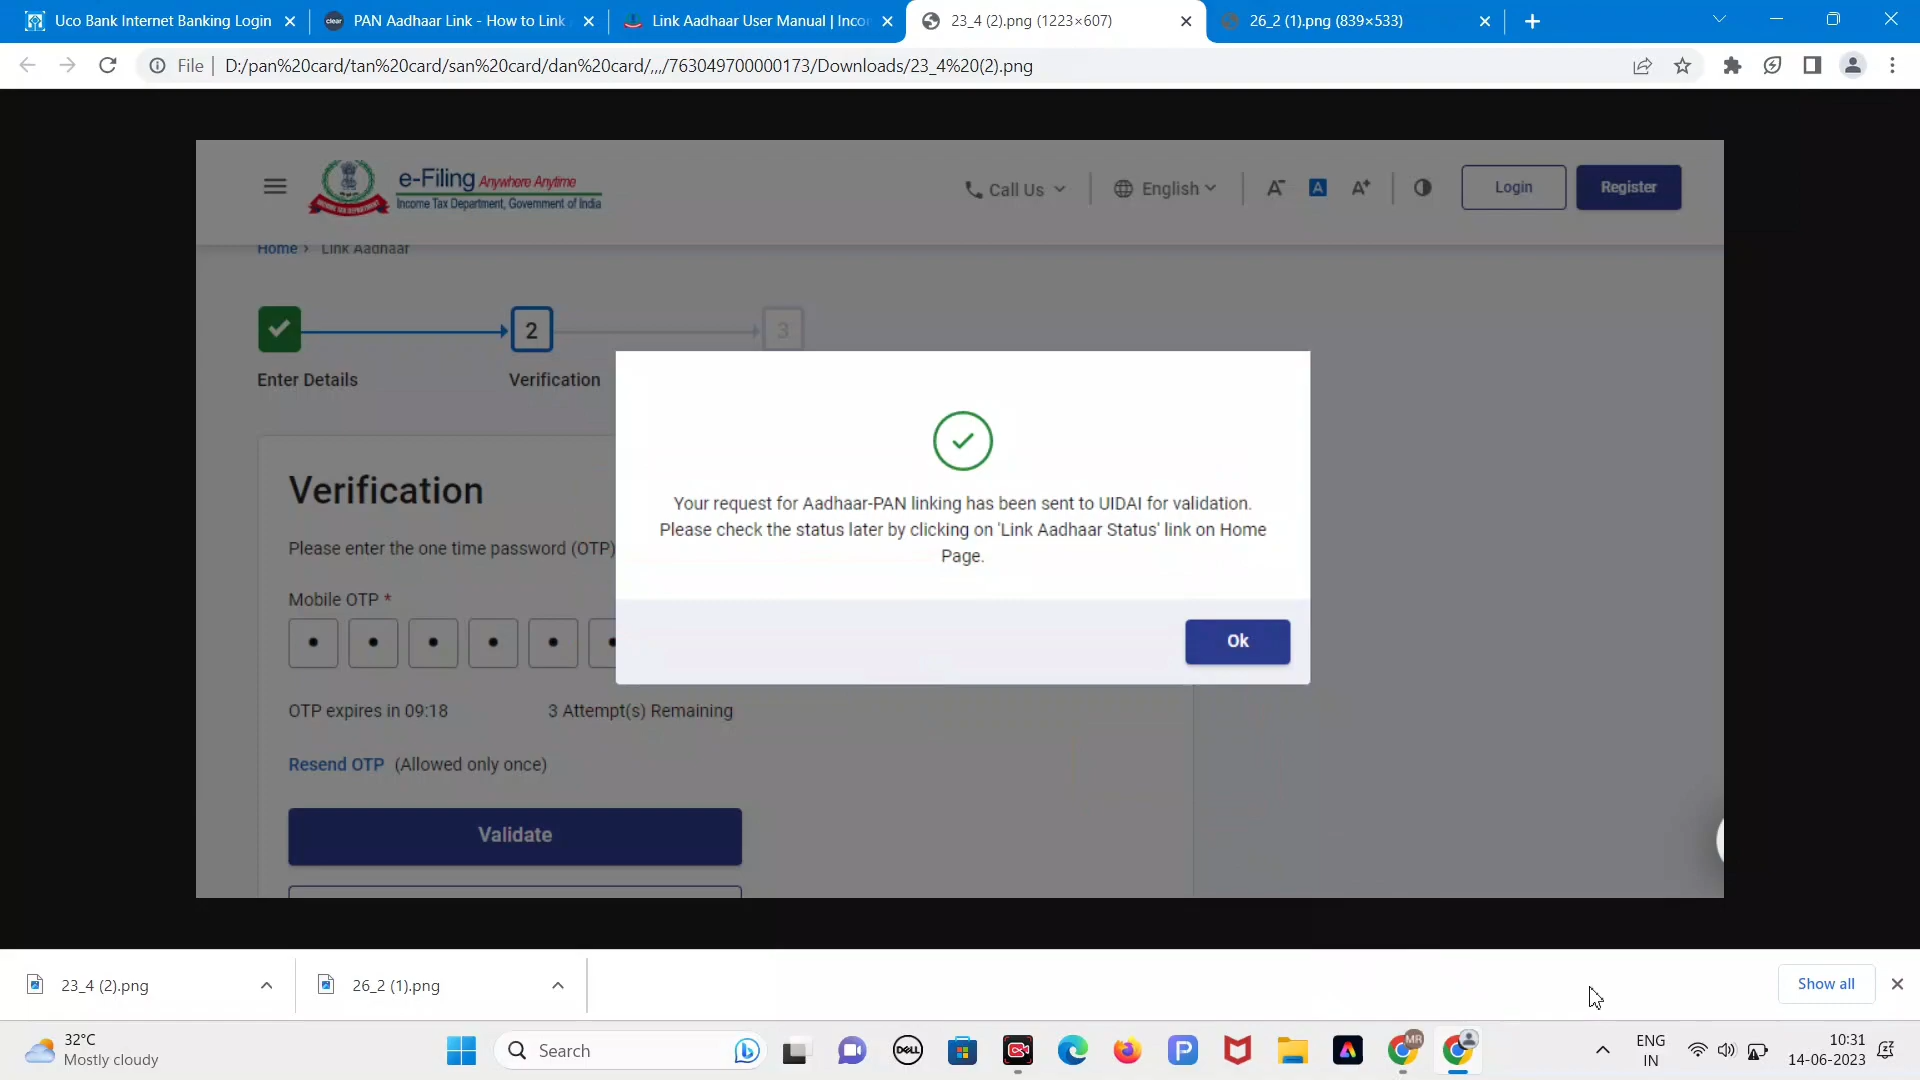 Uco Bank Internet Banking Login
PAN Aadhaar Link - How to Link
Link Aadhaar User Manual | Inco
23_4 (2).png (1223×607)
26_2 (1).png (839×533)
File
D:/pan%20card/tan%20card/san%20card/dan%20card/,,,/763049700000173/Downloads/23_4%20(2).png
e-Filing Anywhere Anytime
Income Tax Department, Government of India
Call Us
English
A-
A
A+
Login
Register
Home > Link Aadhaar
2
3
Enter Details
Verification
Verification
Please enter the one time password (OTP)
Mobile OTP *
OTP expires in 09:18
3 Attempt(s) Remaining
Resend OTP (Allowed only once)
Validate
Your request for Aadhaar-PAN linking has been sent to UIDAI for validation.
Please check the status later by clicking on 'Link Aadhaar Status' link on Home
Page.
Ok
23_4 (2).png
26_2 (1).png
Show all
32°C
Mostly cloudy
Search
DELL
MR
ENG
IN
10:31
14-06-2023